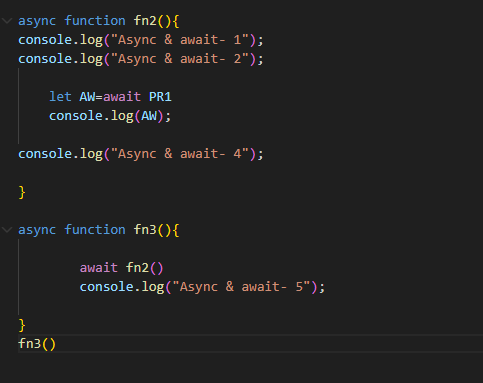 async function fn2(){
console.log("Async & await- 1");
console.log("Async & await- 2");
let AW=await PR1
console.log(AW);
console.log("Async & await- 4");
}
async function fn3(){
await fn2()
console.log("Async & await- 5");
}
fn3()